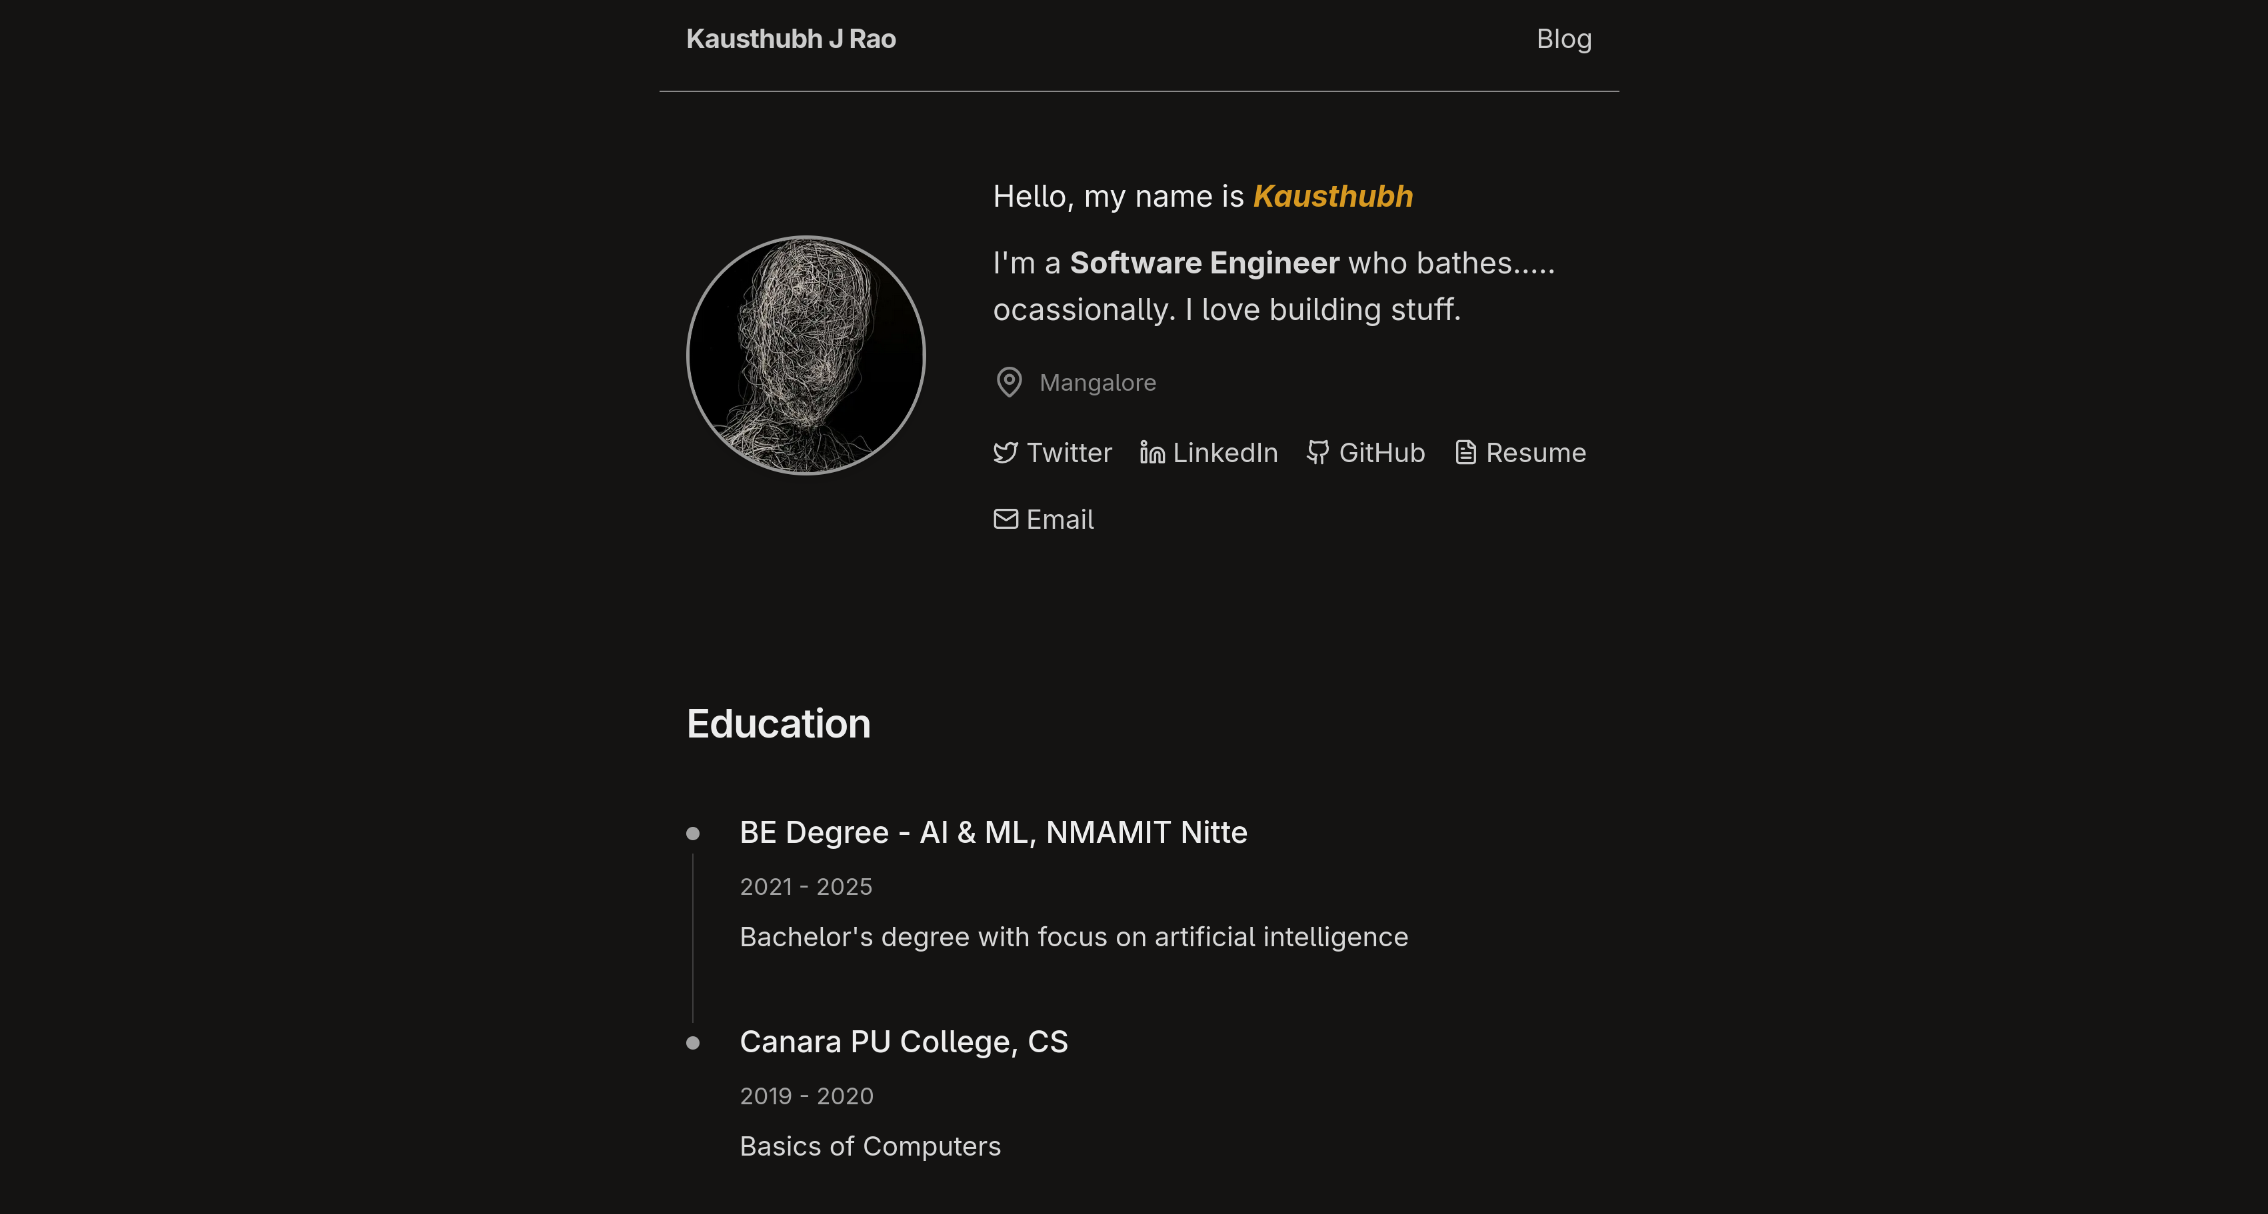 Kausthubh J Rao
Blog
Hello, my name is Kausthubh
I'm a Software Engineer who bathes.....
ocassionally. I love building stuff.
Mangalore
Twitter LinkedIn GitHub Resume
Email
Education
BE Degree - AI & ML, NMAMIT Nitte
2021 - 2025
Bachelor's degree with focus on artificial intelligence
Canara PU College, CS
2019 - 2020
Basics of Computers